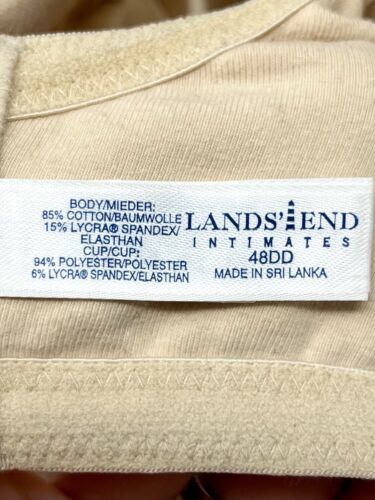 BODY/MIEDER:
85% COTTON/BAUMWOLLE
15% LYCRA® SPANDEX/
ELASTHAN
CUP/CUP:
94% POLYESTER/POLYESTER
6% LYCRA® SPANDEX/ELASTHAN
LANDS' END
INTIMATES
48DD
MADE IN SRI LANKA